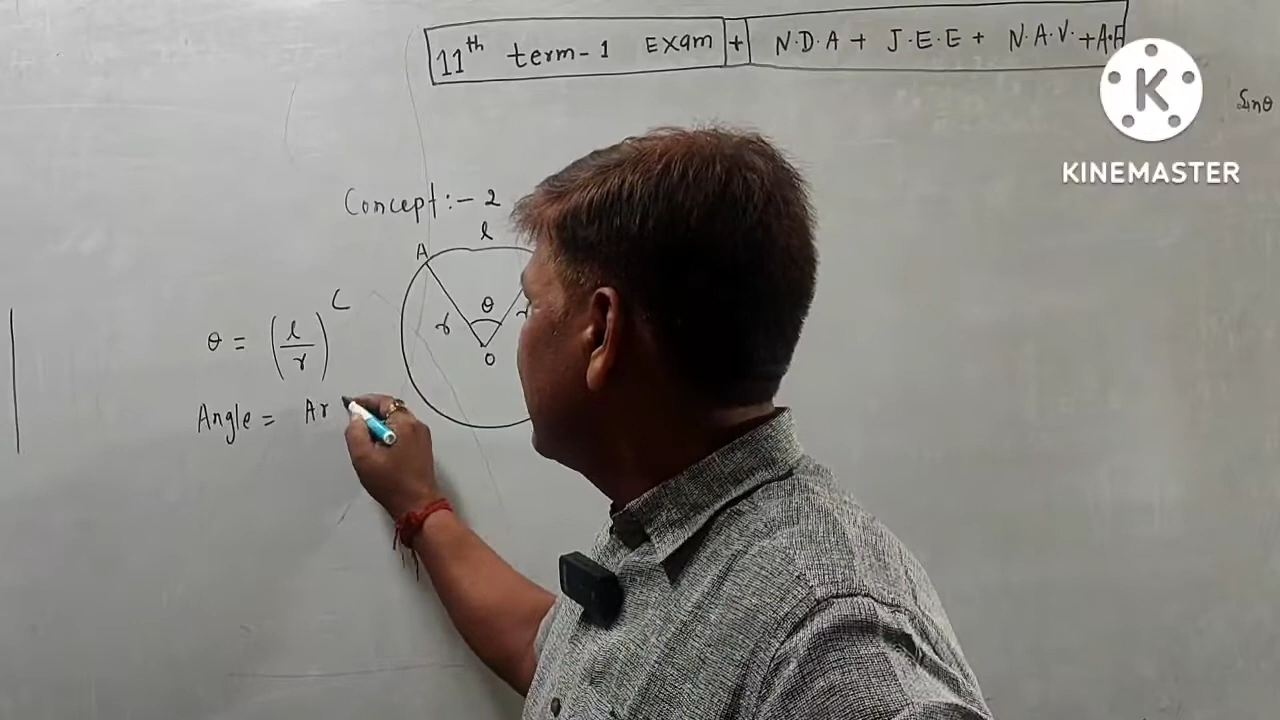 11th term-1 Exam + N.D.A + J.E.E + N.A.V. +A.F
K
KINEMASTER
Sinθ
Concept:- 2
l
A
θ
r
O
θ = (l/r)^C
Angle = Ar